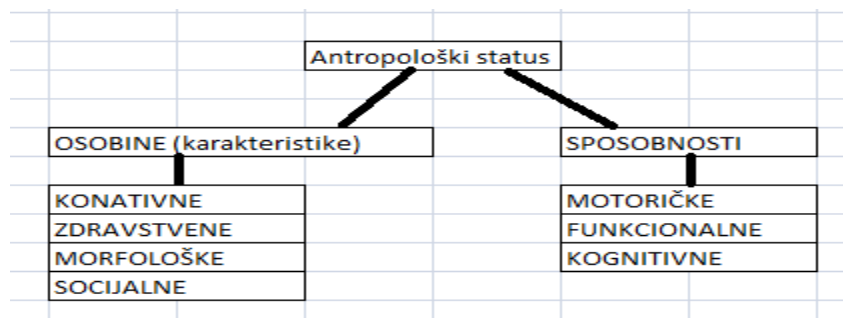 Antropološki status
OSOBINE (karakteristike)
SPOSOBNOSTI
KONATIVNE
ZDRAVSTVENE
MORFOLOŠKE
SOCIJALNE
MOTORIČKE
FUNKCIONALNE
KOGNITIVNE